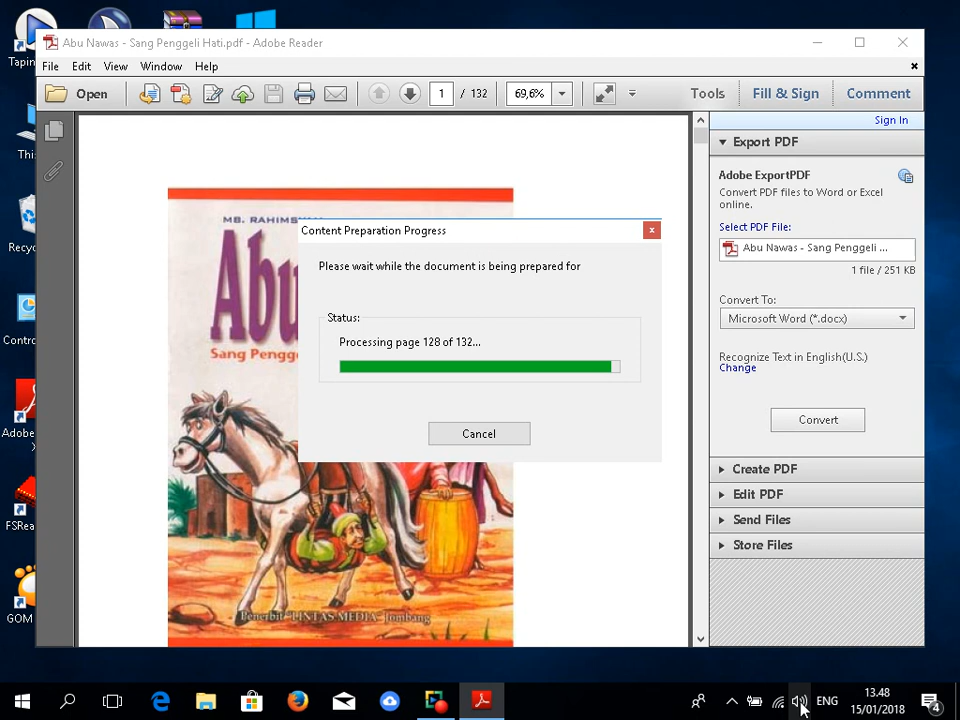 Abu Nawas - Sang Penggeli Hati.pdf - Adobe Reader
File Edit View Window Help
Open 1 / 132 69,6% Tools Fill & Sign Comment
Sign In
Export PDF
Adobe ExportPDF
Convert PDF files to Word or Excel
online.
Select PDF File:
Abu Nawas - Sang Penggeli ...
1 file / 251 KB
Convert To:
Microsoft Word (*.docx)
Recognize Text in English(U.S.)
Change
Convert
Create PDF
Edit PDF
Send Files
Store Files
MB.
Abu
Sang
Penerbit "LINTAS MEDIA" Jombang
Content Preparation Progress
x
Please wait while the document is being prepared for
Status:
Processing page 128 of 132...
Cancel
Tapin
Thi
Recyc
Contro
Adobe
X
FSRea
GOM
ENG
13.48
15/01/2018
4